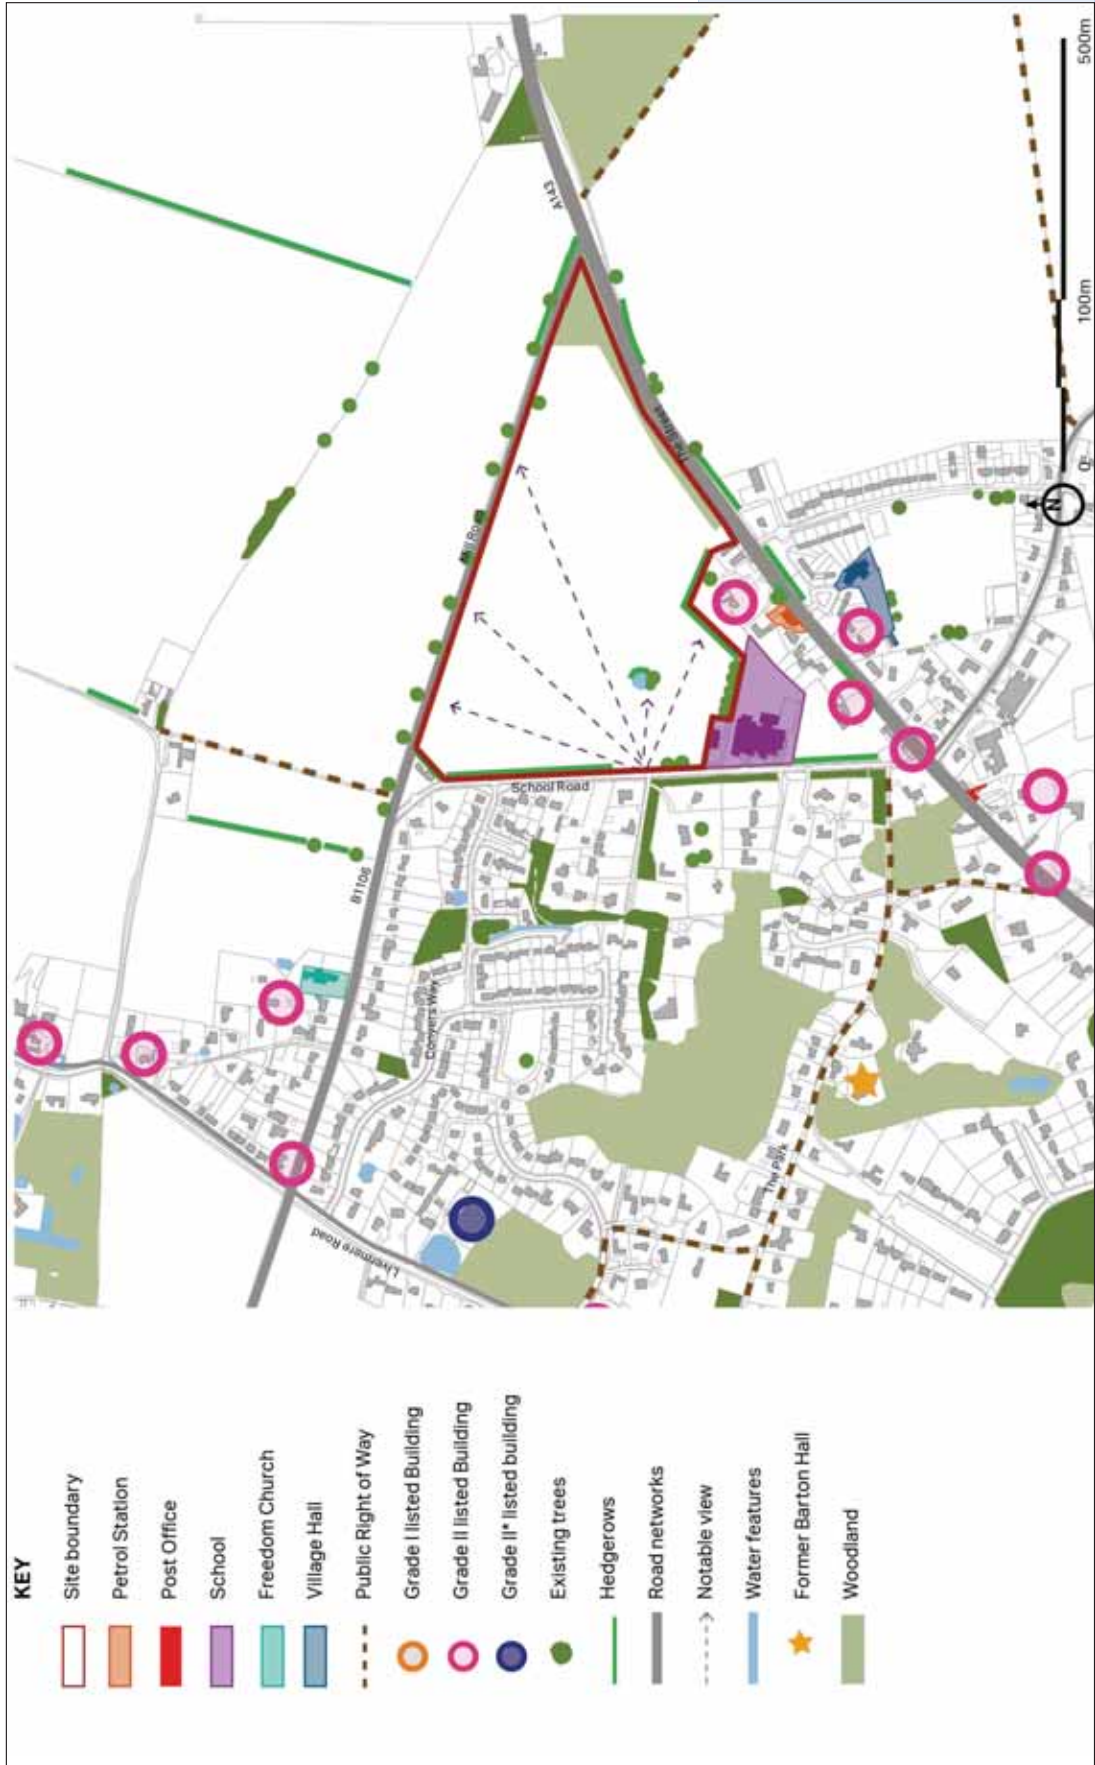 KEY
Site boundary
Petrol Station
Post Office
School
Freedom Church
Village Hall
Public Right of Way
Grade I listed Building
Grade II listed Building
Grade II* listed building
Existing trees
Hedgerows
Road networks
Notable view
Water features
Former Barton Hall
Woodland
A143
The Street
Mill Road
School Road
B1106
Conyers Way
Livermere Road
The Park
N
0
100m
500m